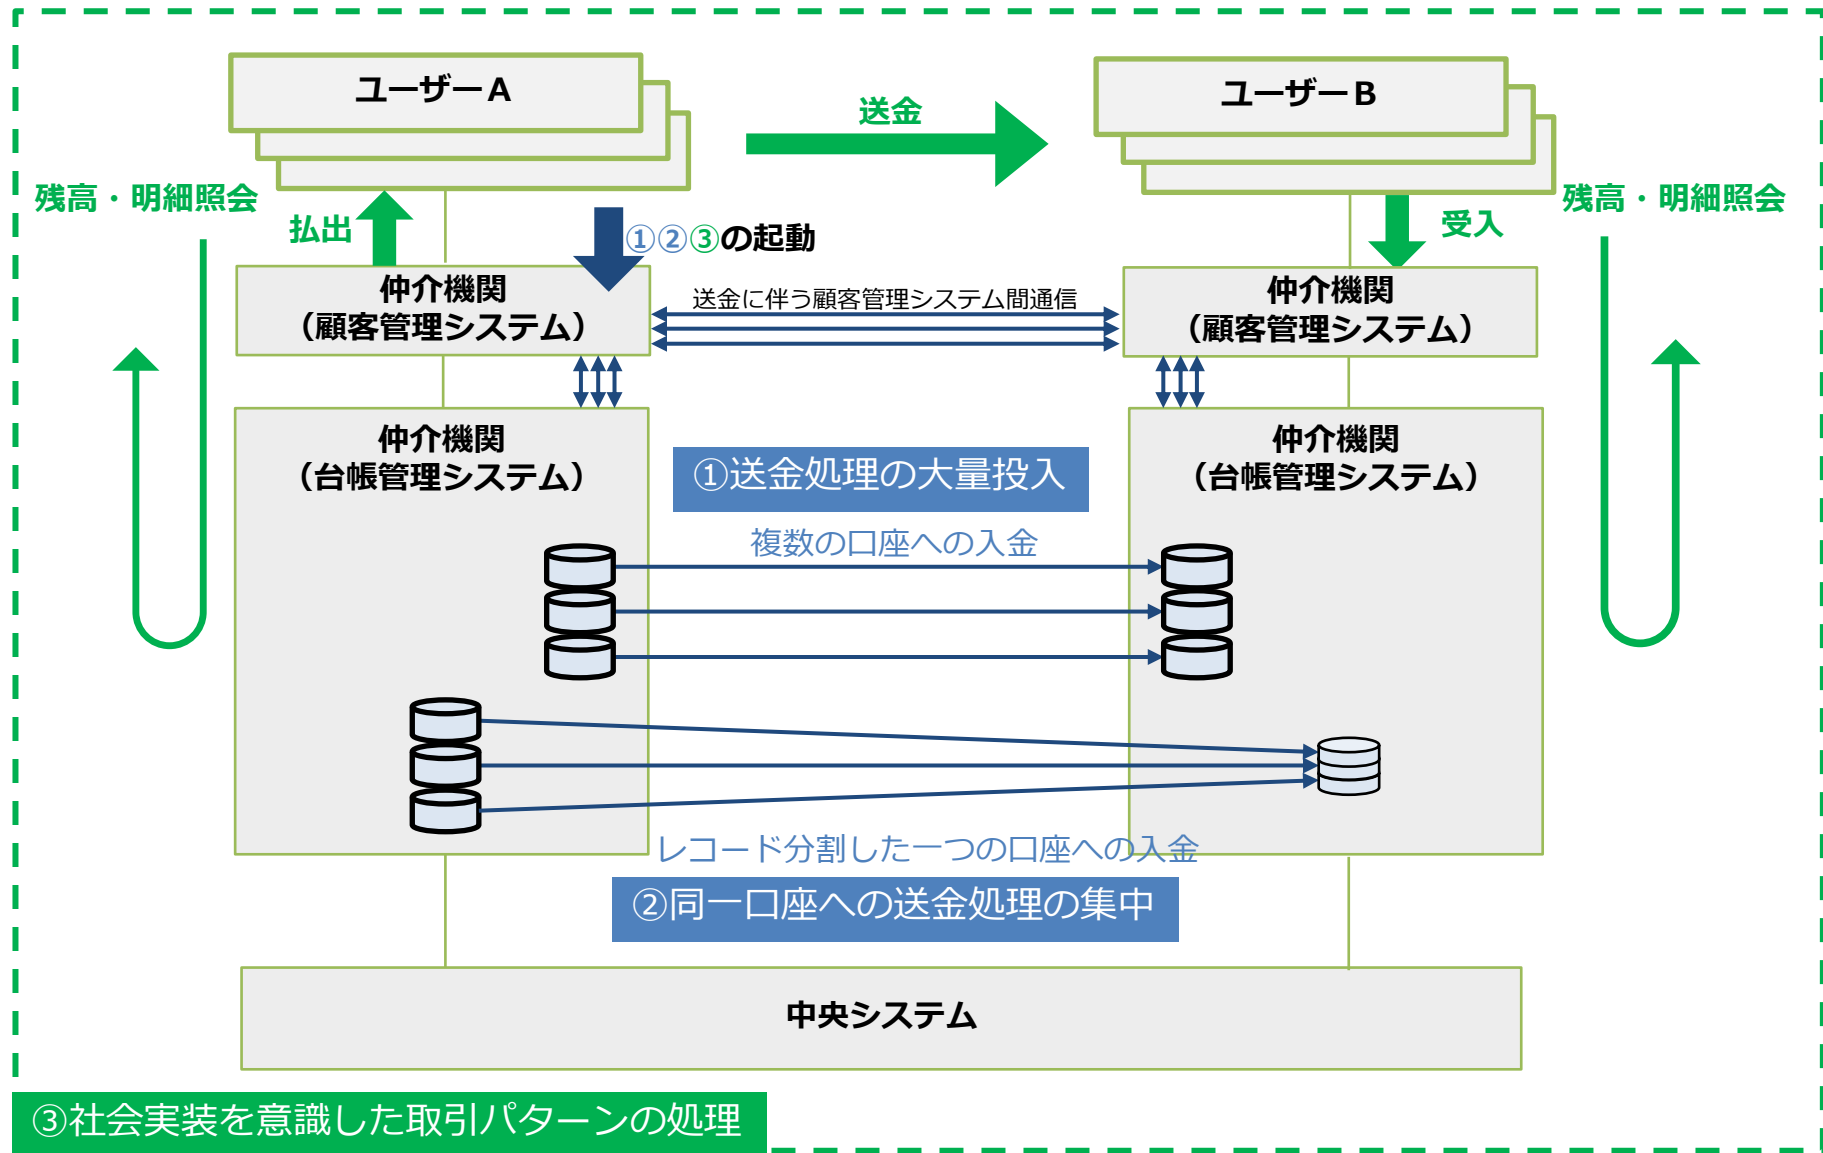 ユーザーA
ユーザーB
送金
残高・明細照会
払出
①②③の起動
受入
残高・明細照会
仲介機関
（顧客管理システム）
送金に伴う顧客管理システム間通信
仲介機関
（顧客管理システム）
仲介機関
（台帳管理システム）
①送金処理の大量投入
仲介機関
（台帳管理システム）
複数の口座への入金
レコード分割した一つの口座への入金
②同一口座への送金処理の集中
中央システム
③社会実装を意識した取引パターンの処理